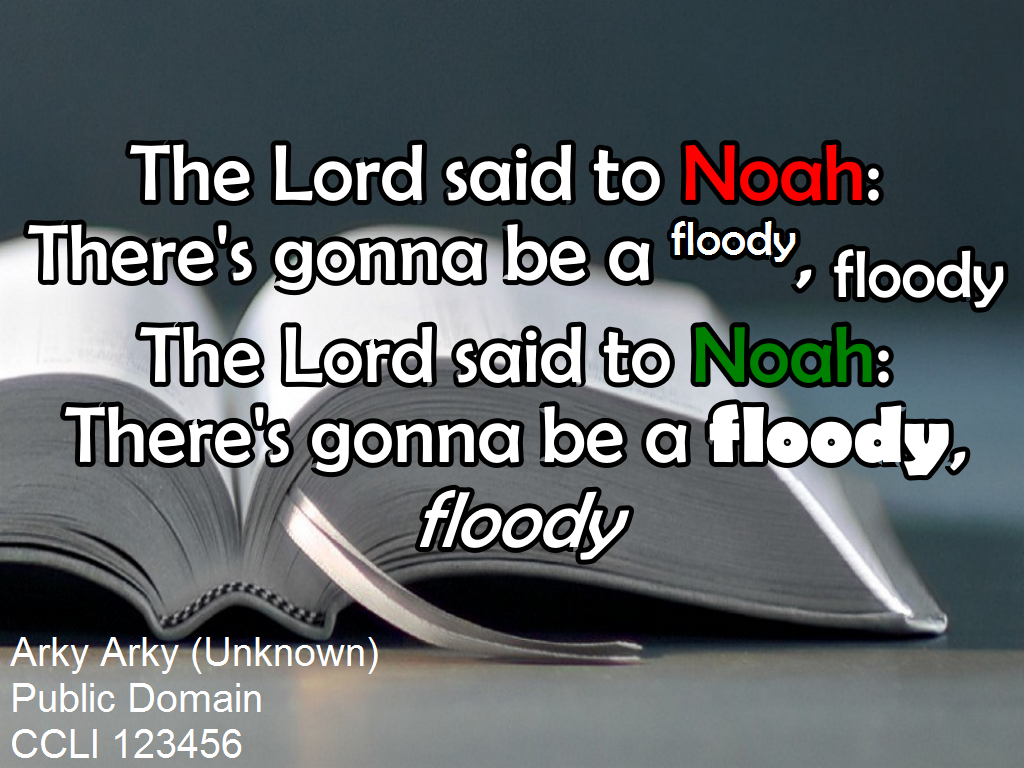 The Lord said to Noah:
There's gonna be a floody, floody
The Lord said to Noah:
There's gonna be a floody,
floody
Arky Arky (Unknown)
Public Domain
CCLI 123456